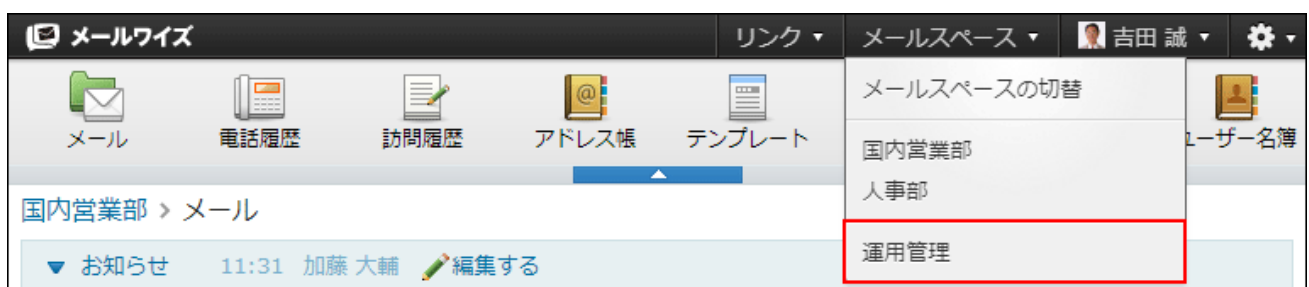 メールワイズ リンク メールスペース 吉田 誠
メール 電話履歴 訪問履歴 アドレス帳 テンプレート ユーザー名簿
メールスペースの切替
国内営業部
人事部
運用管理
国内営業部 > メール
お知らせ 11:31 加藤 大輔 編集する